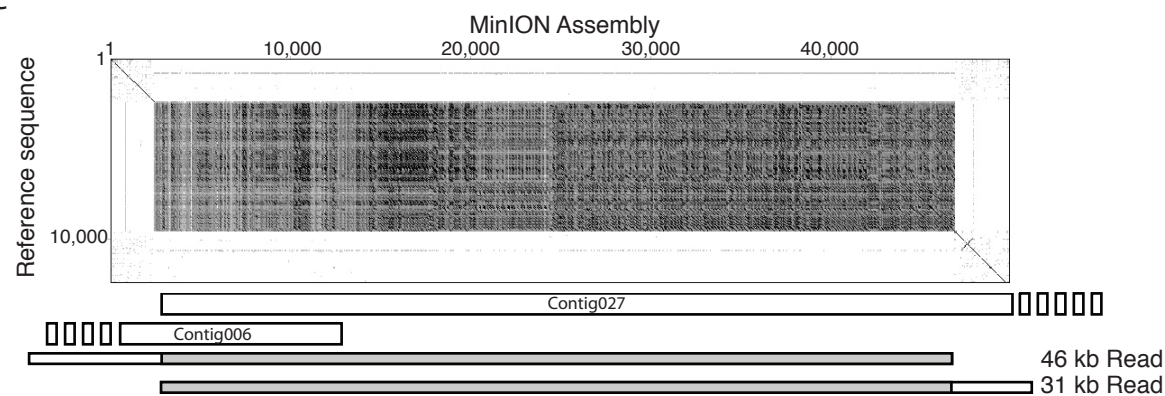 MinION Assembly
1 10,000 20,000 30,000 40,000
1
Reference sequence
10,000
Contig027
Contig006
46 kb Read
31 kb Read